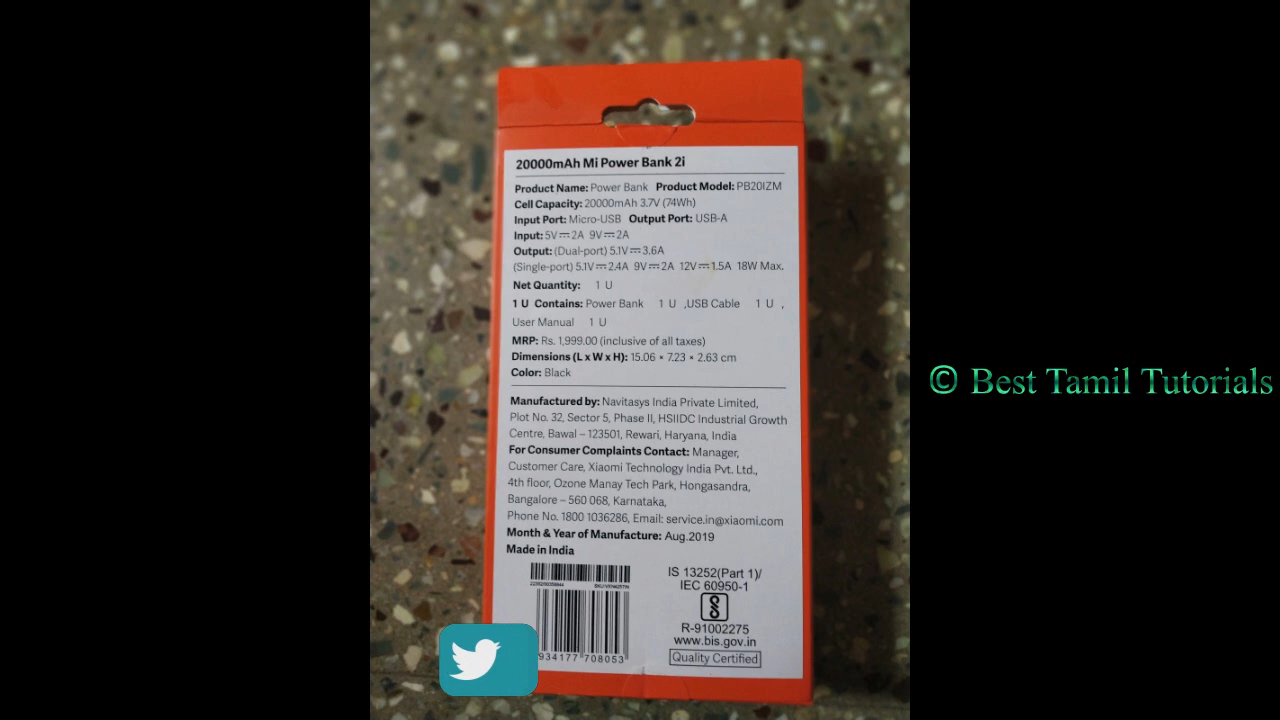 20000mAh Mi Power Bank 2i
Product Name: Power Bank Product Model: PB20IZM
Cell Capacity: 20000mAh 3.7V (74Wh)
Input Port: Micro-USB Output Port: USB-A
Input: 5V⎓2A 9V⎓2A
Output: (Dual-port) 5.1V⎓3.6A
(Single-port) 5.1V⎓2.4A 9V⎓2A 12V⎓1.5A 18W Max.
Net Quantity: 1 U
1 U Contains: Power Bank 1 U ,USB Cable 1 U ,
User Manual 1 U
MRP: Rs. 1,999.00 (inclusive of all taxes)
Dimensions (L x W x H): 15.06 × 7.23 × 2.63 cm
Color: Black
Manufactured by: Navitasys India Private Limited,
Plot No. 32, Sector 5, Phase II, HSIIDC Industrial Growth
Centre, Bawal – 123501, Rewari, Haryana, India
For Consumer Complaints Contact: Manager,
Customer Care, Xiaomi Technology India Pvt. Ltd.,
4th floor, Ozone Manay Tech Park, Hongasandra,
Bangalore – 560 068, Karnataka,
Phone No. 1800 1036286, Email: service.in@xiaomi.com
Month & Year of Manufacture: Aug.2019
Made in India
934177 708053
IS 13252(Part 1)/
IEC 60950-1
R-91002275
www.bis.gov.in
Quality Certified
© Best Tamil Tutorials